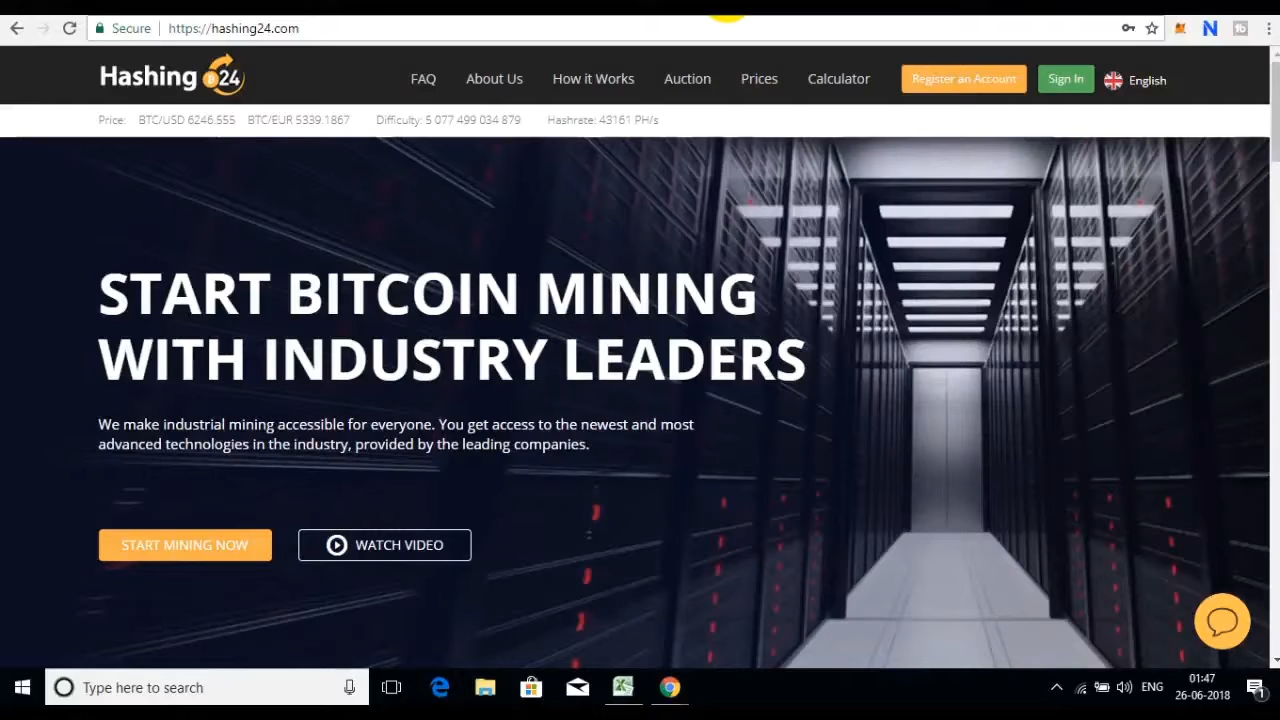 Secure https://hashing24.com
N
Hashing 24
FAQ About Us How it Works Auction Prices Calculator Register an Account Sign In English
Price: BTC/USD 6246.555 BTC/EUR 5339.1867 Difficulty: 5 077 499 034 879 Hashrate: 43161 PH/s
START BITCOIN MINING
WITH INDUSTRY LEADERS
We make industrial mining accessible for everyone. You get access to the newest and most
advanced technologies in the industry, provided by the leading companies.
START MINING NOW WATCH VIDEO
Type here to search
ENG
01:47
26-06-2018
1